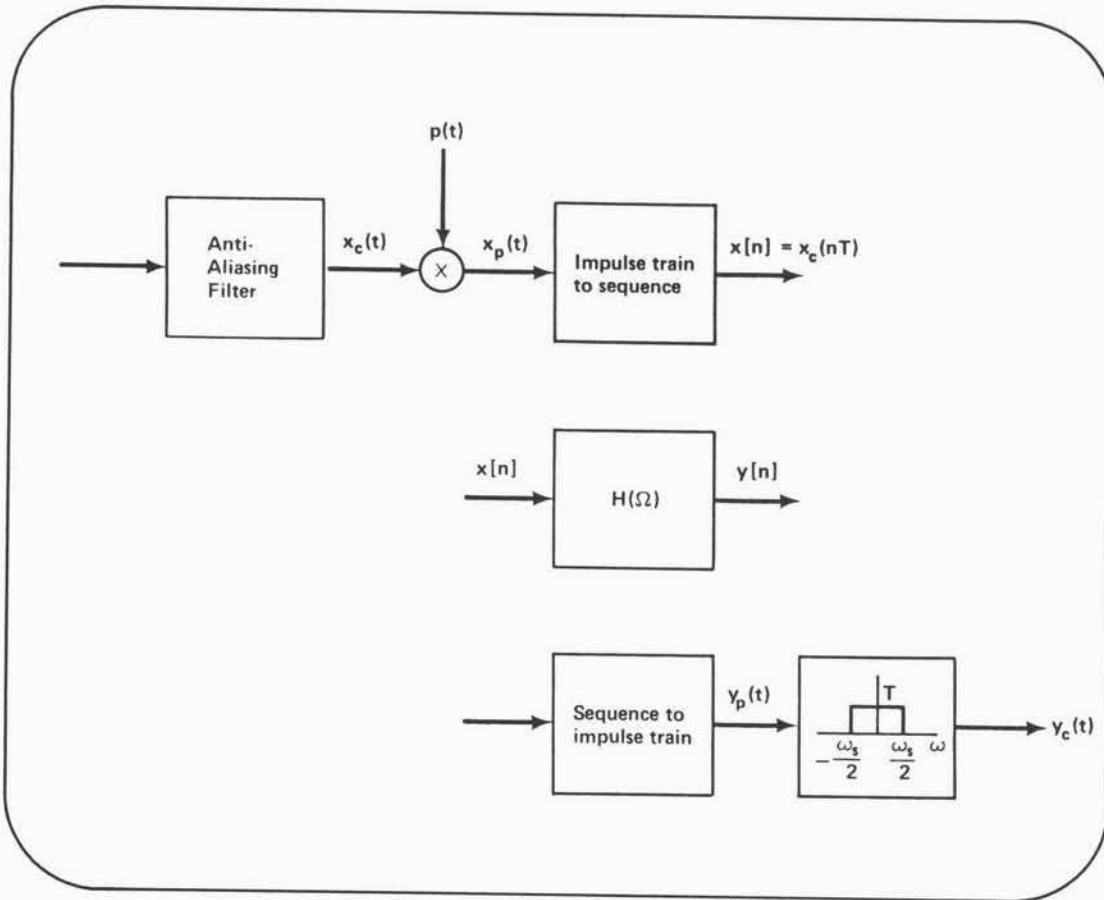 p(t)
Anti-
Aliasing
Filter
x_c(t)
X
x_p(t)
Impulse train
to sequence
x[n] = x_c(nT)
x[n]
H(Ω)
y[n]
Sequence to
impulse train
y_p(t)
T
-ω_s/2
ω_s/2
ω
y_c(t)